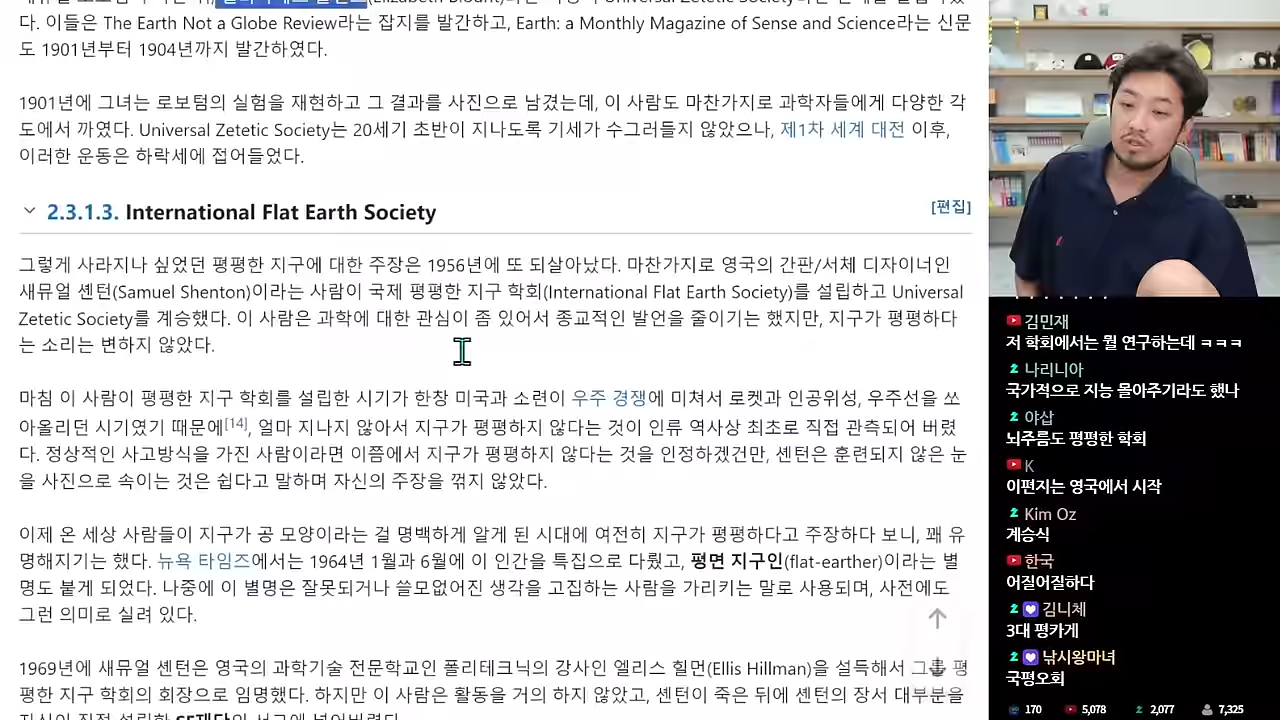 (Elizabeth Blount)
다. 이들은 The Earth Not a Globe Review라는 잡지를 발간하고, Earth: a Monthly Magazine of Sense and Science라는 신문
도 1901년부터 1904년까지 발간하였다.
1901년에 그녀는 로보텀의 실험을 재현하고 그 결과를 사진으로 남겼는데, 이 사람도 마찬가지로 과학자들에게 다양한 각
도에서 까였다. Universal Zetetic Society는 20세기 초반이 지나도록 기세가 수그러들지 않았으나, 제1차 세계 대전 이후,
이러한 운동은 하락세에 접어들었다.
2.3.1.3. International Flat Earth Society
[편집]
그렇게 사라지나 싶었던 평평한 지구에 대한 주장은 1956년에 또 되살아났다. 마찬가지로 영국의 간판/서체 디자이너인
새뮤얼 셴턴(Samuel Shenton)이라는 사람이 국제 평평한 지구 학회(International Flat Earth Society)를 설립하고 Universal
Zetetic Society를 계승했다. 이 사람은 과학에 대한 관심이 좀 있어서 종교적인 발언을 줄이기는 했지만, 지구가 평평하다
는 소리는 변하지 않았다.
마침 이 사람이 평평한 지구 학회를 설립한 시기가 한창 미국과 소련이 우주 경쟁에 미쳐서 로켓과 인공위성, 우주선을 쏘
아올리던 시기였기 때문에[14], 얼마 지나지 않아서 지구가 평평하지 않다는 것이 인류 역사상 최초로 직접 관측되어 버렸
다. 정상적인 사고방식을 가진 사람이라면 이쯤에서 지구가 평평하지 않다는 것을 인정하겠건만, 셴턴은 훈련되지 않은 눈
을 사진으로 속이는 것은 쉽다고 말하며 자신의 주장을 꺾지 않았다.
이제 온 세상 사람들이 지구가 공 모양이라는 걸 명백하게 알게 된 시대에 여전히 지구가 평평하다고 주장하다 보니, 꽤 유
명해지기는 했다. 뉴욕 타임즈에서는 1964년 1월과 6월에 이 인간을 특집으로 다뤘고, 평면 지구인(flat-earther)이라는 별
명도 붙게 되었다. 나중에 이 별명은 잘못되거나 쓸모없어진 생각을 고집하는 사람을 가리키는 말로 사용되며, 사전에도
그런 의미로 실려 있다.
1969년에 새뮤얼 셴턴은 영국의 과학기술 전문학교인 폴리테크닉의 강사인 엘리스 힐먼(Ellis Hillman)을 설득해서 그를 평
평한 지구 학회의 회장으로 임명했다. 하지만 이 사람은 활동을 거의 하지 않았고, 셴턴이 죽은 뒤에 셴턴의 장서 대부분을
김민재
저 학회에서는 뭘 연구하는데 ㅋㅋㅋ
나리니아
국가적으로 지능 몰아주기라도 했나
야삽
뇌주름도 평평한 학회
K
이편지는 영국에서 시작
Kim Oz
계승식
한국
어질어질하다
김니체
3대 평카게
낚시왕마녀
국평오회
170 5,078 2,077 7,325